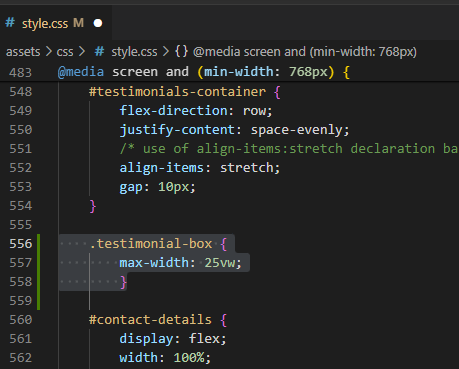 # style.css M ●
assets > css > # style.css > {} @media screen and (min-width: 768px)
483 @media screen and (min-width: 768px) {
548 #testimonials-container {
549 flex-direction: row;
550 justify-content: space-evenly;
551 /* use of align-items:stretch declaration ba
552 align-items: stretch;
553 gap: 10px;
554 }
555
556 .testimonial-box {
557 max-width: 25vw;
558 }
559
560 #contact-details {
561 display: flex;
562 width: 100%;